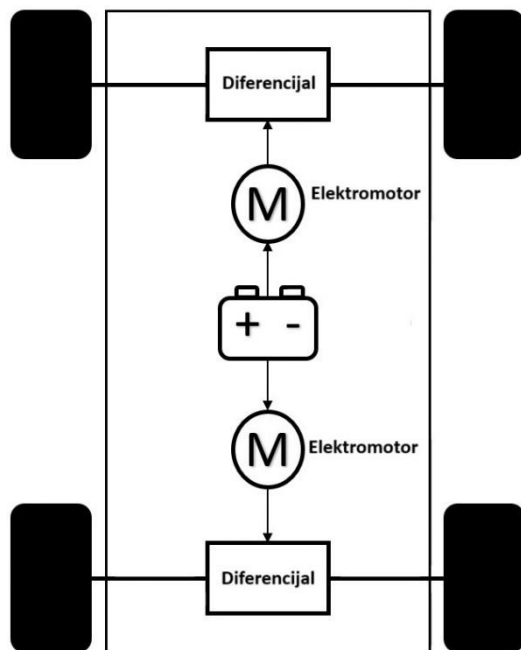 Diferencijal
M
Elektromotor
+ -
M
Elektromotor
Diferencijal